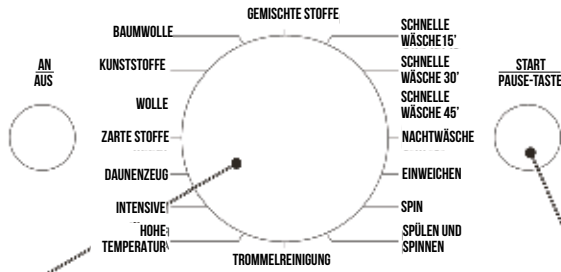 GEMISCHTE STOFFE
BAUMWOLLE
KUNSTSTOFFE
WOLLE
ZARTE STOFFE
DAUNENZEUG
INTENSIVE
HOHE
TEMPERATUR
TROMMELREINIGUNG
SCHNELLE
WÄSCHE15'
SCHNELLE
WÄSCHE 30'
SCHNELLE
WÄSCHE 45'
NACHTWÄSCHE
EINWEICHEN
SPIN
SPÜLEN UND
SPINNEN
AN
AUS
START
PAUSE-TASTE